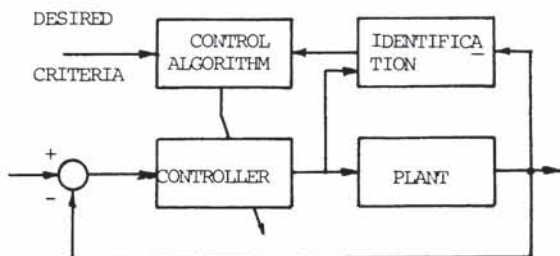 DESIRED
CRITERIA
CONTROL
ALGORITHM
IDENTIFICA
TION
+
-
CONTROLLER
PLANT